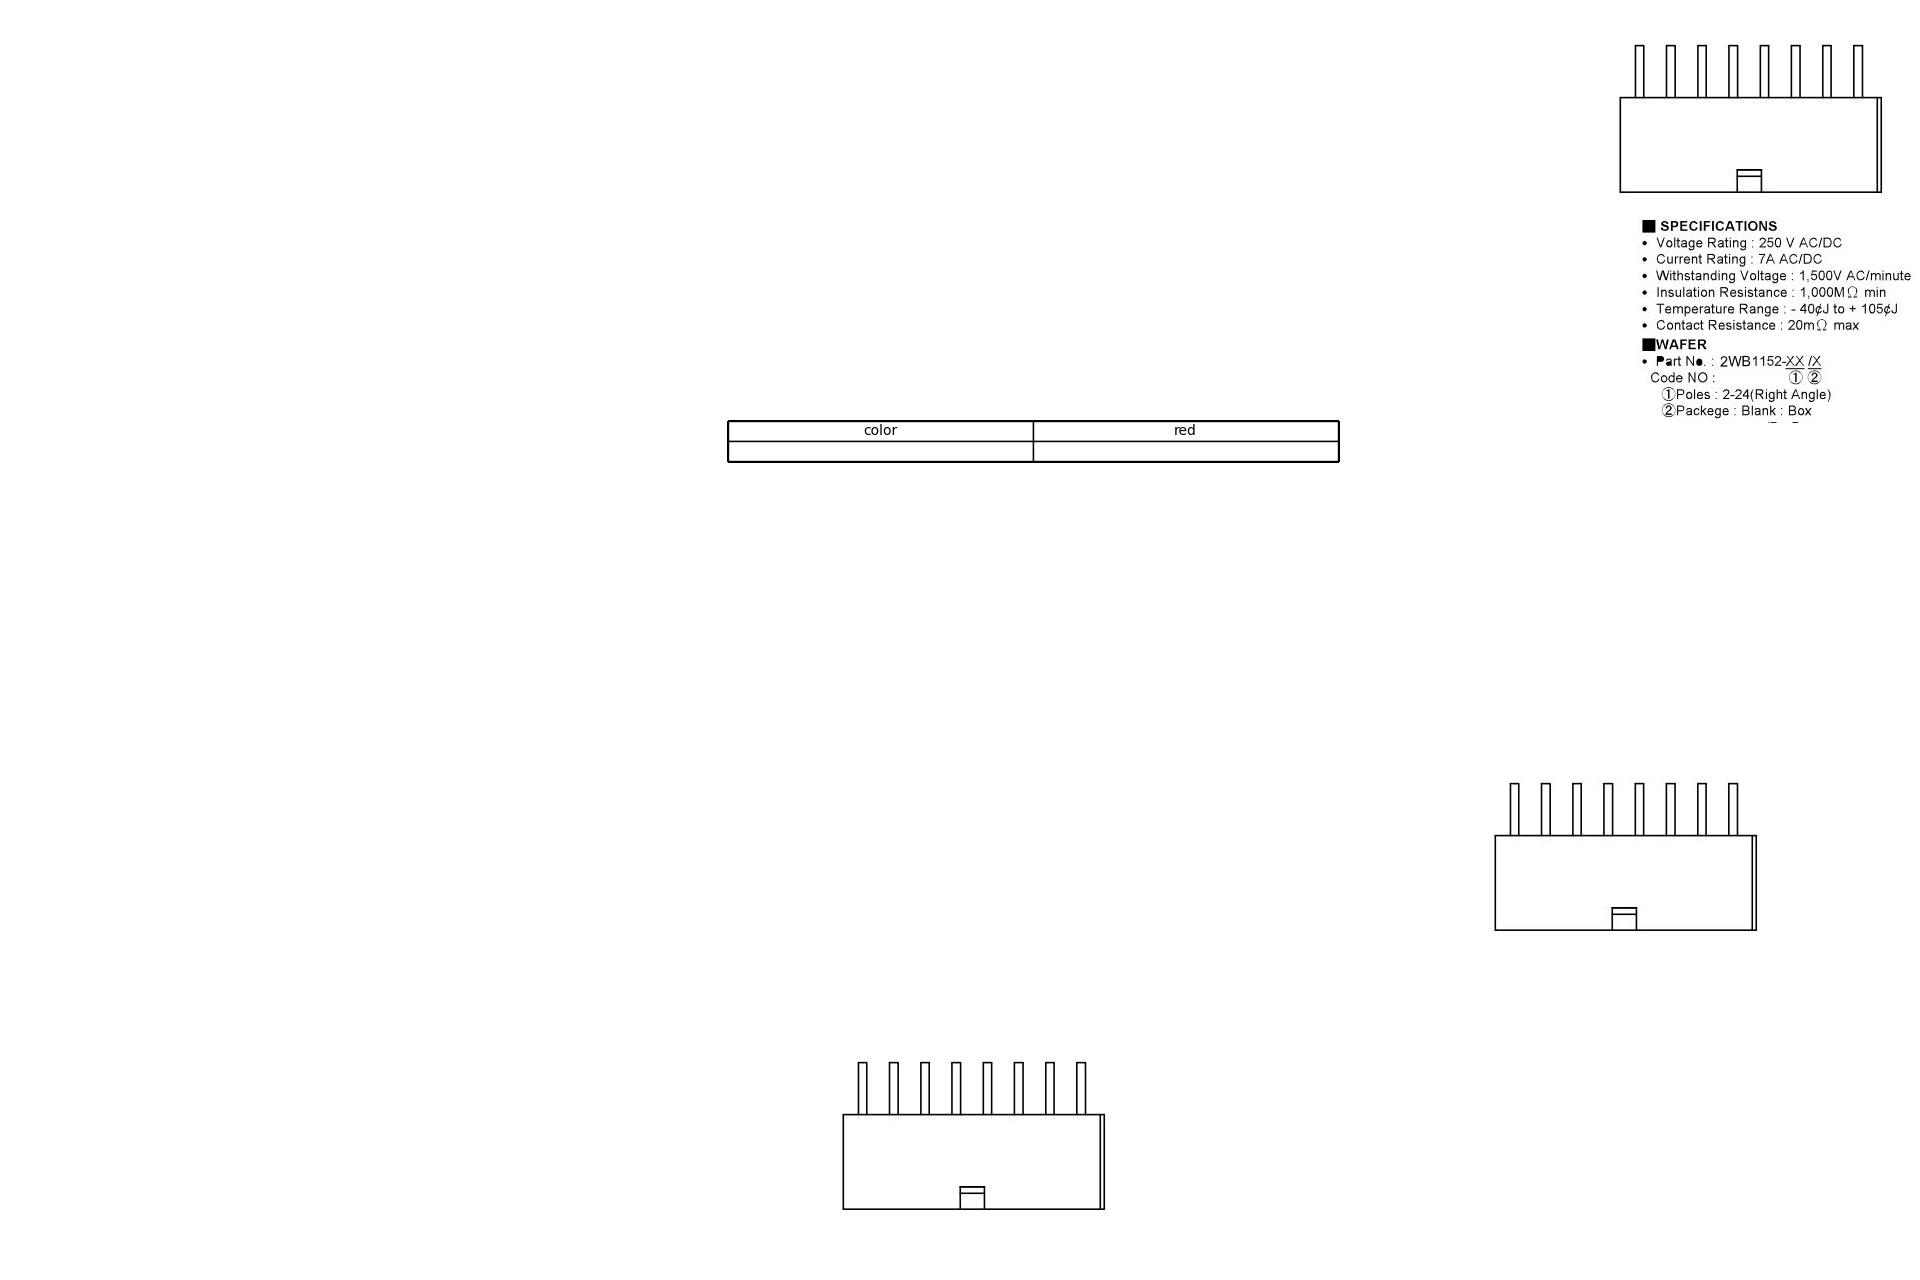 ■ SPECIFICATIONS
• Voltage Rating : 250 V AC/DC
• Current Rating : 7A AC/DC
• Withstanding Voltage : 1,500V AC/minute
• Insulation Resistance : 1,000MΩ min
• Temperature Range : - 40¢J to + 105¢J
• Contact Resistance : 20mΩ max
■WAFER
• Part No. : 2WB1152-XX /X
Code NO : ① ②
①Poles : 2-24(Right Angle)
②Packege : Blank : Box
color red